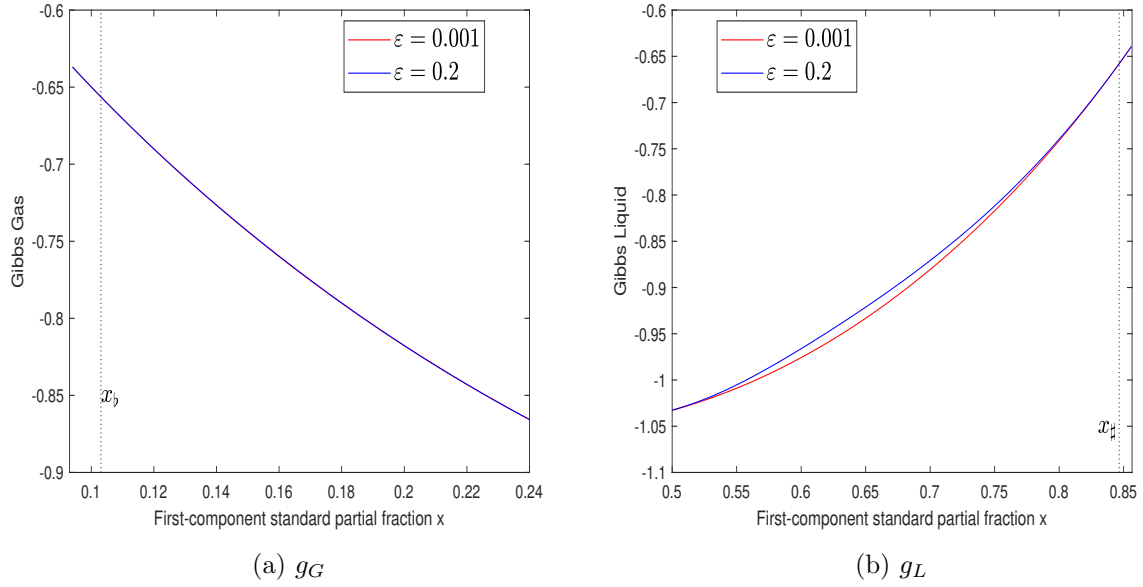 -0.6
-0.65
-0.7
-0.75
-0.8
-0.85
-0.9
Gibbs Gas
ε = 0.001
ε = 0.2
x♭
0.1 0.12 0.14 0.16 0.18 0.2 0.22 0.24
First-component standard partial fraction x
(a) g_G
-0.6
-0.65
-0.7
-0.75
-0.8
-0.85
-0.9
-0.95
-1
-1.05
-1.1
Gibbs Liquid
ε = 0.001
ε = 0.2
x♯
0.5 0.55 0.6 0.65 0.7 0.75 0.8 0.85
First-component standard partial fraction x
(b) g_L